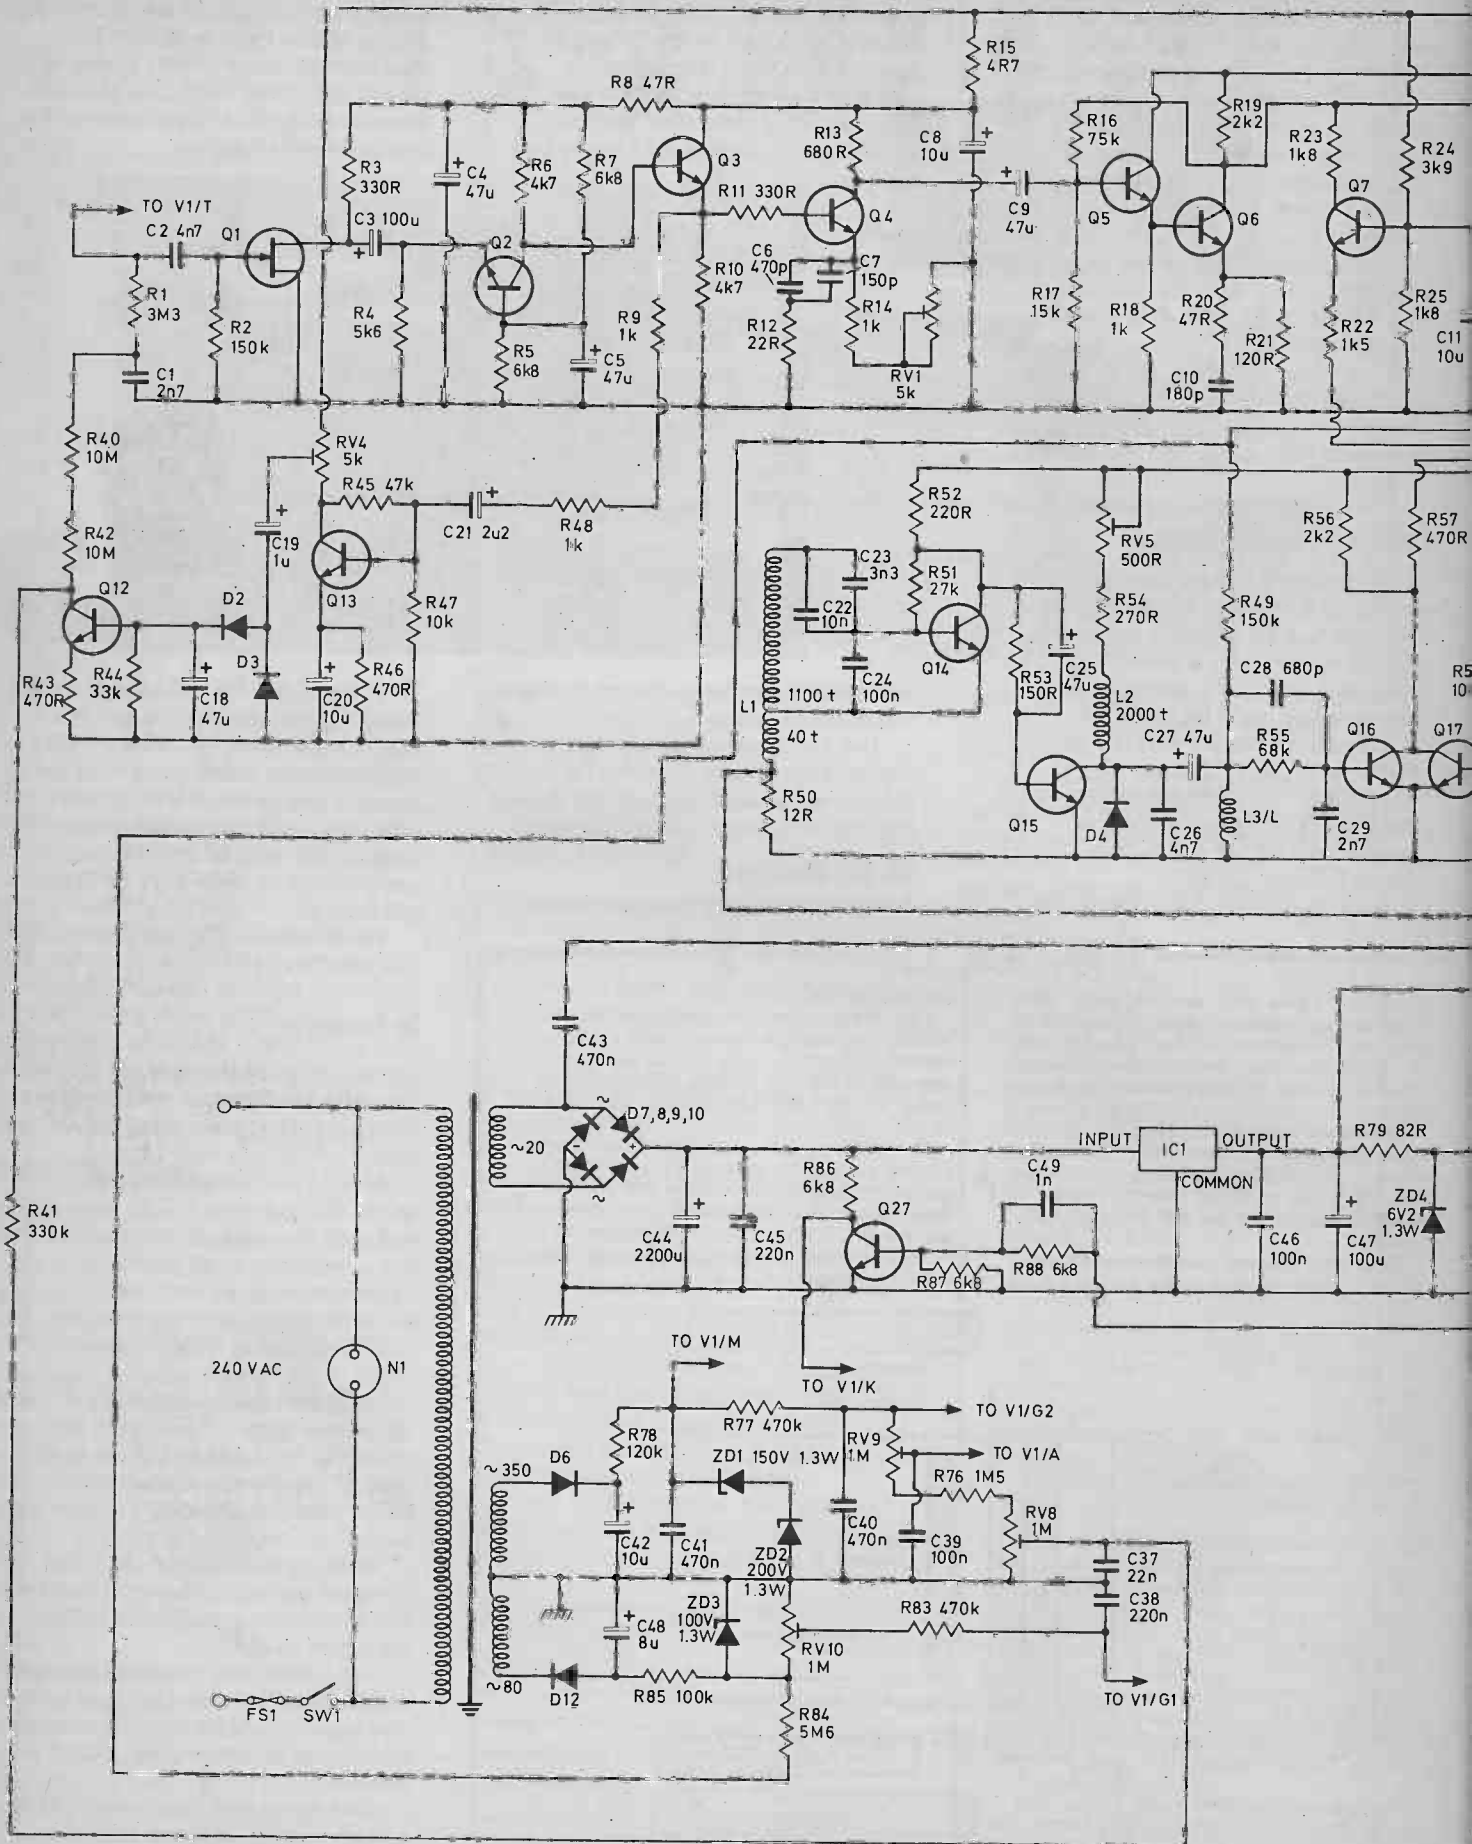 R15
4R7
R8 47R
R3
330R
C4
47u
+
R6
4k7
R7
6k8
Q3
R13
680R
C8
10u
+
R16
75k
R19
2k2
R23
1k8
R24
3k9
TO V1/T
C2 4n7
Q1
C3 100u
+
Q2
R11 330R
Q4
C9
47u
+
Q5
Q6
Q7
R1
3M3
R2
150k
R4
5k6
R5
6k8
C5
47u
+
R9
1k
R10
4k7
C6
470p
C7
150p
R12
22R
R14
1k
RV1
5k
R17
15k
R18
1k
R20
47R
R21
120R
C10
180p
R22
1k5
R25
1k8
C11
10u
C1
2n7
R40
10M
RV4
5k
R45 47k
C21 2u2
+
R48
1k
R42
10M
C19
1u
+
Q12
D2
Q13
R47
10k
R43
470R
R44
33k
C18
47u
+
D3
C20
10u
+
R46
470R
R52
220R
RV5
500R
R56
2k2
R57
470R
C23
3n3
R51
27k
C22
10n
Q14
C24
100n
R53
150R
C25
47u
+
R54
270R
R49
150k
C28 680p
L1
1100 t
40 t
L2
2000 t
C27 47u
+
R55
68k
Q16
Q17
R5
10
R50
12R
Q15
D4
C26
4n7
L3/L
C29
2n7
C43
470n
~
D7,8,9,10
~20
-
+
~
R86
6k8
C49
1n
INPUT
IC1
OUTPUT
COMMON
R79 82R
R41
330k
C44
2200u
+
C45
220n
Q27
R87 6k8
R88 6k8
C46
100n
C47
100u
+
ZD4
6V2
1.3W
240 VAC
N1
TO V1/M
TO V1/K
R77 470k
TO V1/G2
R78
120k
RV9
1M
TO V1/A
~350
D6
ZD1 150V 1.3W
R76 1M5
RV8
1M
C42
10u
+
C41
470n
ZD2
200V
1.3W
C40
470n
C39
100n
C37
22n
C38
220n
ZD3
100V
1.3W
C48
8u
+
R83 470k
RV10
1M
~80
D12
R85 100k
TO V1/G1
R84
5M6
FS1
SW1